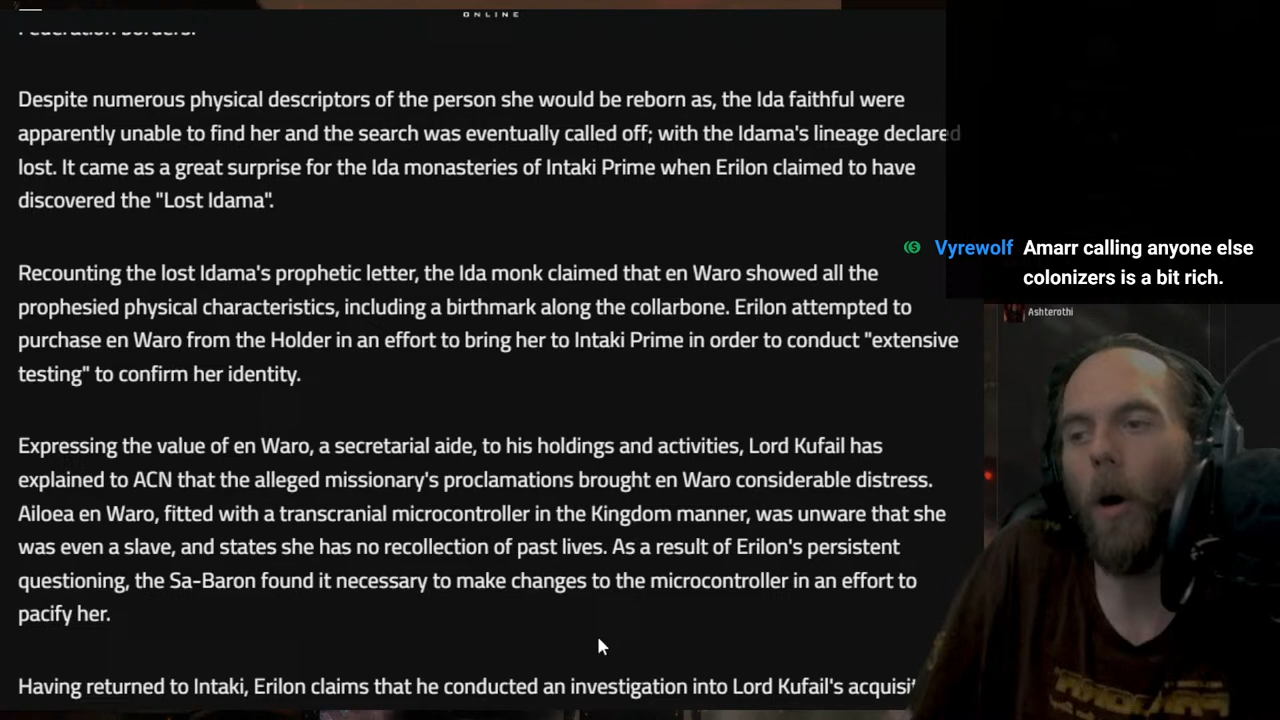 ONLINE
Federation borders.
Despite numerous physical descriptors of the person she would be reborn as, the Ida faithful were
apparently unable to find her and the search was eventually called off; with the Idama's lineage declared
lost. It came as a great surprise for the Ida monasteries of Intaki Prime when Erilon claimed to have
discovered the "Lost Idama".
Vyrewolf Amarr calling anyone else
colonizers is a bit rich.
Recounting the lost Idama's prophetic letter, the Ida monk claimed that en Waro showed all the
prophesied physical characteristics, including a birthmark along the collarbone. Erilon attempted to
purchase en Waro from the Holder in an effort to bring her to Intaki Prime in order to conduct "extensive
testing" to confirm her identity.
Ashterothi
Expressing the value of en Waro, a secretarial aide, to his holdings and activities, Lord Kufail has
explained to ACN that the alleged missionary's proclamations brought en Waro considerable distress.
Ailoea en Waro, fitted with a transcranial microcontroller in the Kingdom manner, was unware that she
was even a slave, and states she has no recollection of past lives. As a result of Erilon's persistent
questioning, the Sa-Baron found it necessary to make changes to the microcontroller in an effort to
pacify her.
Having returned to Intaki, Erilon claims that he conducted an investigation into Lord Kufail's